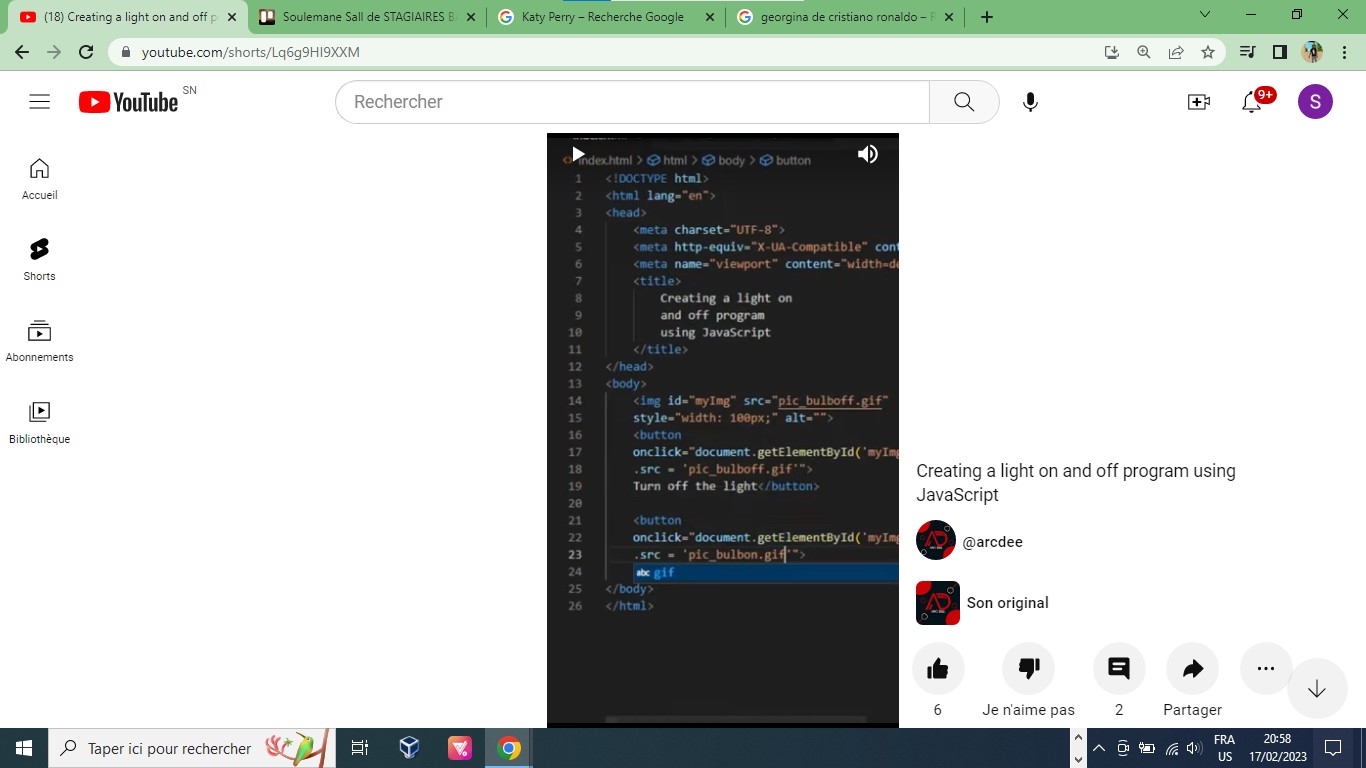 (18) Creating a light on and off p
Soulemane Sall de STAGIAIRES B
Katy Perry – Recherche Google
georgina de cristiano ronaldo – R
youtube.com/shorts/Lq6g9HI9XXM
YouTube SN
Rechercher
9+
S
Accueil
Shorts
Abonnements
Bibliothèque
index.html > html > body > button
1 <!DOCTYPE html>
2 <html lang="en">
3 <head>
4 <meta charset="UTF-8">
5 <meta http-equiv="X-UA-Compatible" cont
6 <meta name="viewport" content="width=de
7 <title>
8 Creating a light on
9 and off program
10 using JavaScript
11 </title>
12 </head>
13 <body>
14 <img id="myImg" src="pic_bulboff.gif"
15 style="width: 100px;" alt="">
16 <button
17 onclick="document.getElementById('myImg
18 .src = 'pic_bulboff.gif'">
19 Turn off the light</button>
20
21 <button
22 onclick="document.getElementById('myImg
23 .src = 'pic_bulbon.gif'">
24 abc gif
25 </body>
26 </html>
Creating a light on and off program using
JavaScript
@arcdee
Son original
6
Je n'aime pas
2
Partager
Taper ici pour rechercher
FRA
US
20:58
17/02/2023